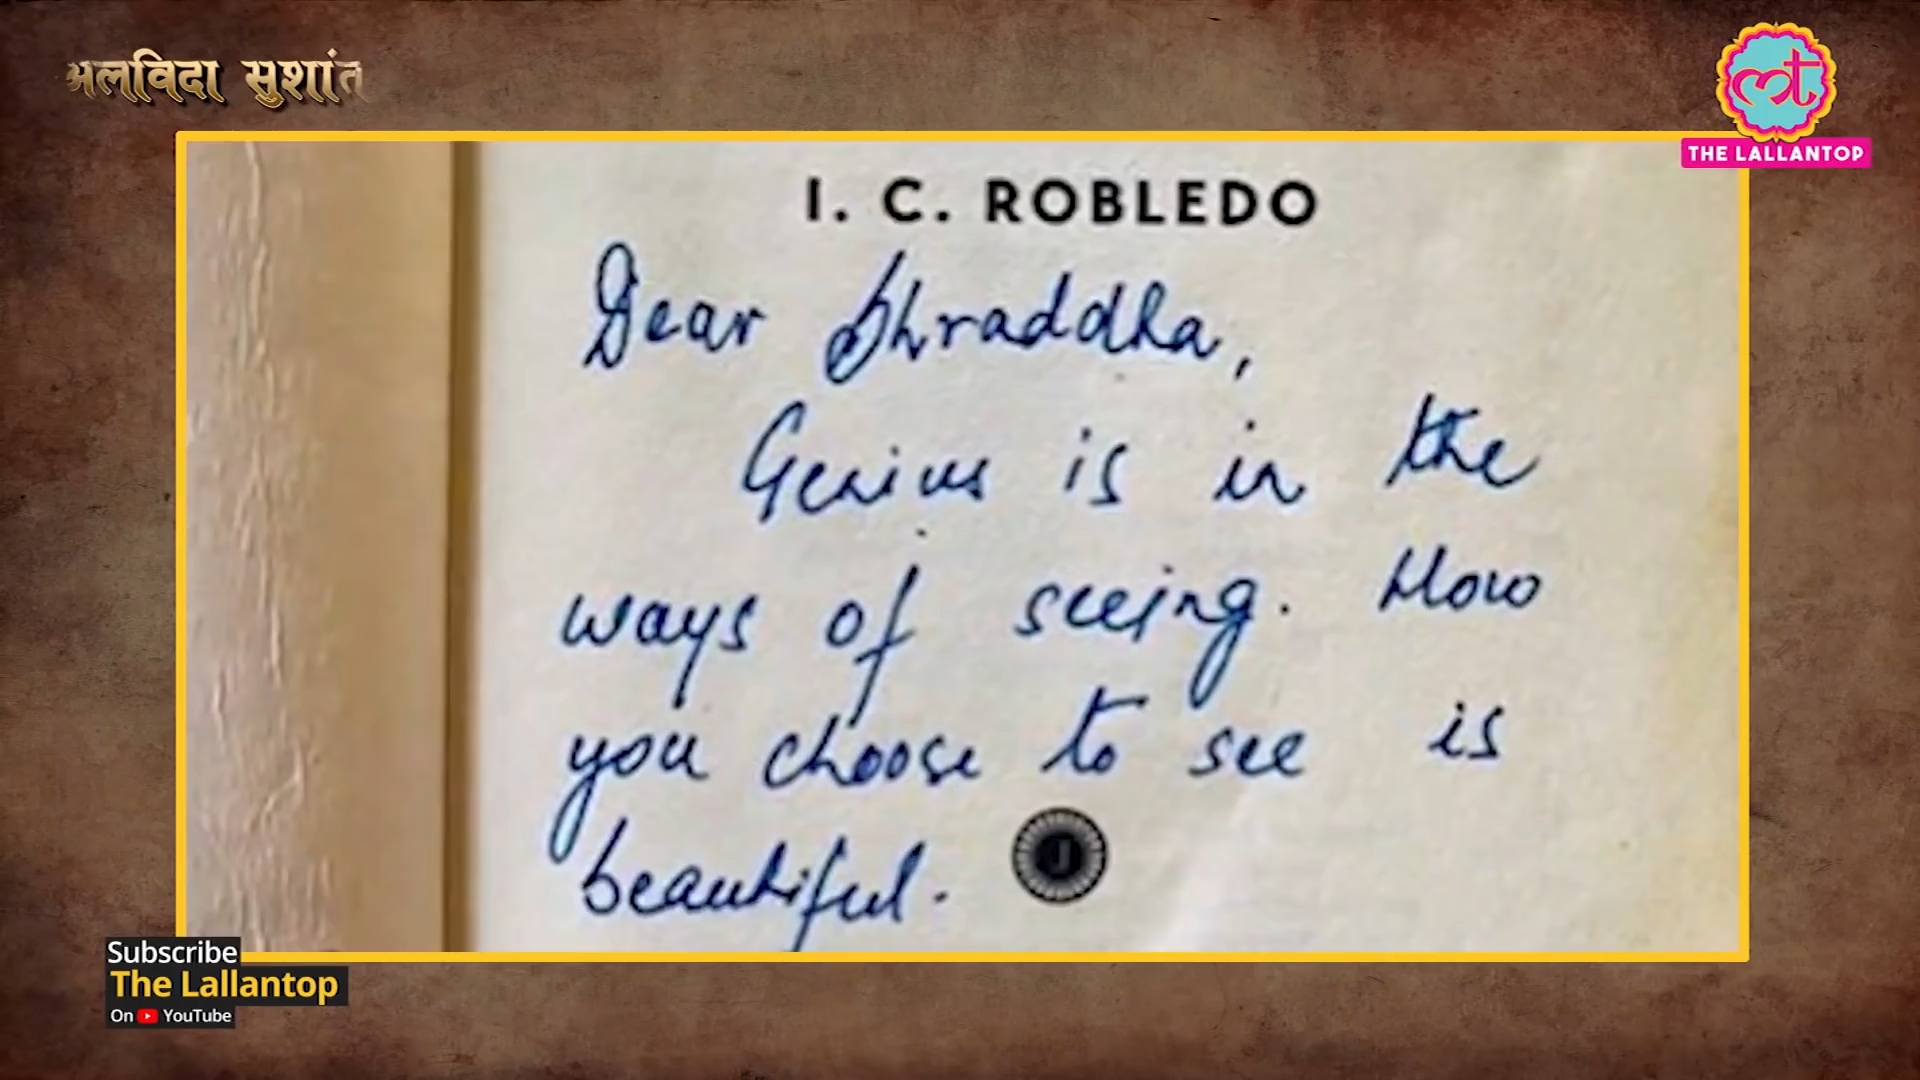 अलविदा सुशांत
THE LALLANTOP
I. C. ROBLEDO
Dear Shraddha,
Genius is in the
ways of seeing. How
you choose to see is
beautiful.
J
Subscribe
The Lallantop
On YouTube